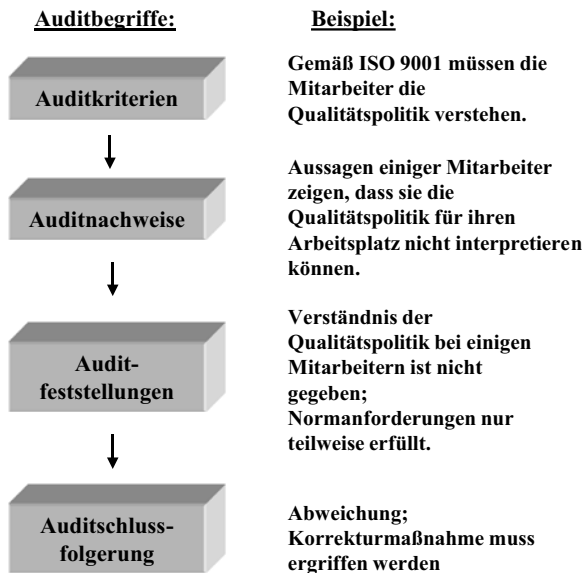 Auditbegriffe:
Beispiel:
Auditkriterien
Gemäß ISO 9001 müssen die
Mitarbeiter die
Qualitätspolitik verstehen.
Auditnachweise
Aussagen einiger Mitarbeiter
zeigen, dass sie die
Qualitätspolitik für ihren
Arbeitsplatz nicht interpretieren
können.
Audit-
feststellungen
Verständnis der
Qualitätspolitik bei einigen
Mitarbeitern ist nicht
gegeben;
Normanforderungen nur
teilweise erfüllt.
Auditschluss-
folgerung
Abweichung;
Korrekturmaßnahme muss
ergriffen werden